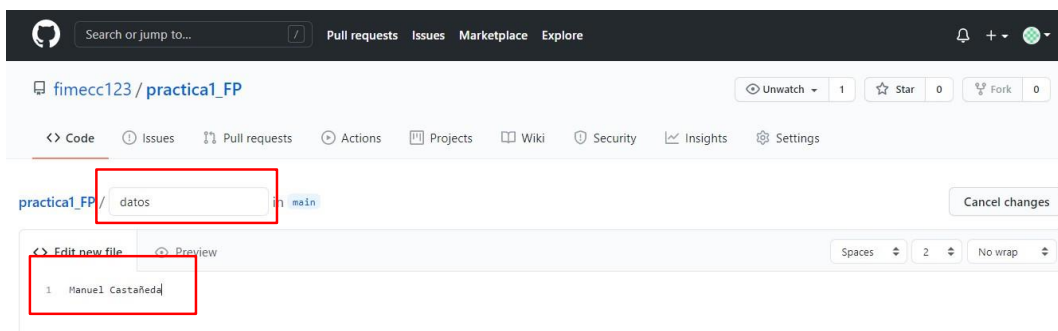 Search or jump to... / Pull requests Issues Marketplace Explore
fimecc123 / practica1_FP Unwatch 1 Star 0 Fork 0
<> Code Issues Pull requests Actions Projects Wiki Security Insights Settings
practica1_FP / datos in main Cancel changes
<> Edit new file Preview Spaces 2 No wrap
1 Manuel Castañeda